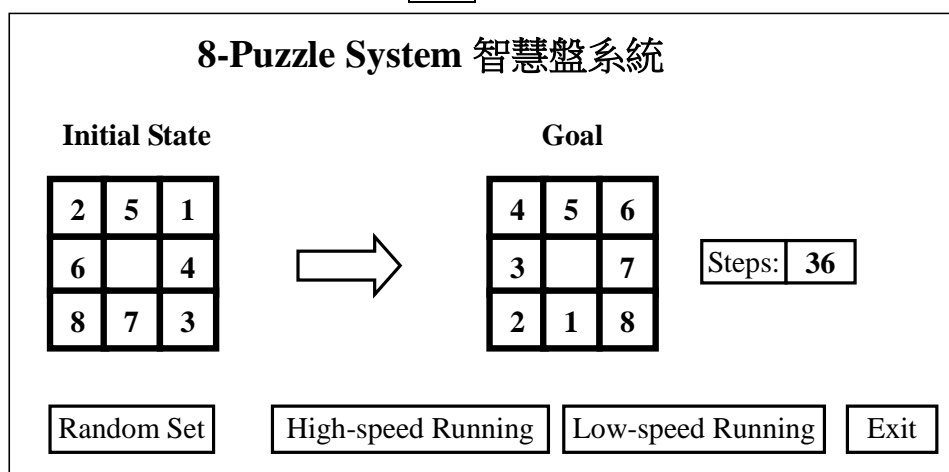 8-Puzzle System 智慧盤系統
Initial State Goal
2 5 1 4 5 6
6 4 3 7 Steps: 36
8 7 3 2 1 8
Random Set High-speed Running Low-speed Running Exit